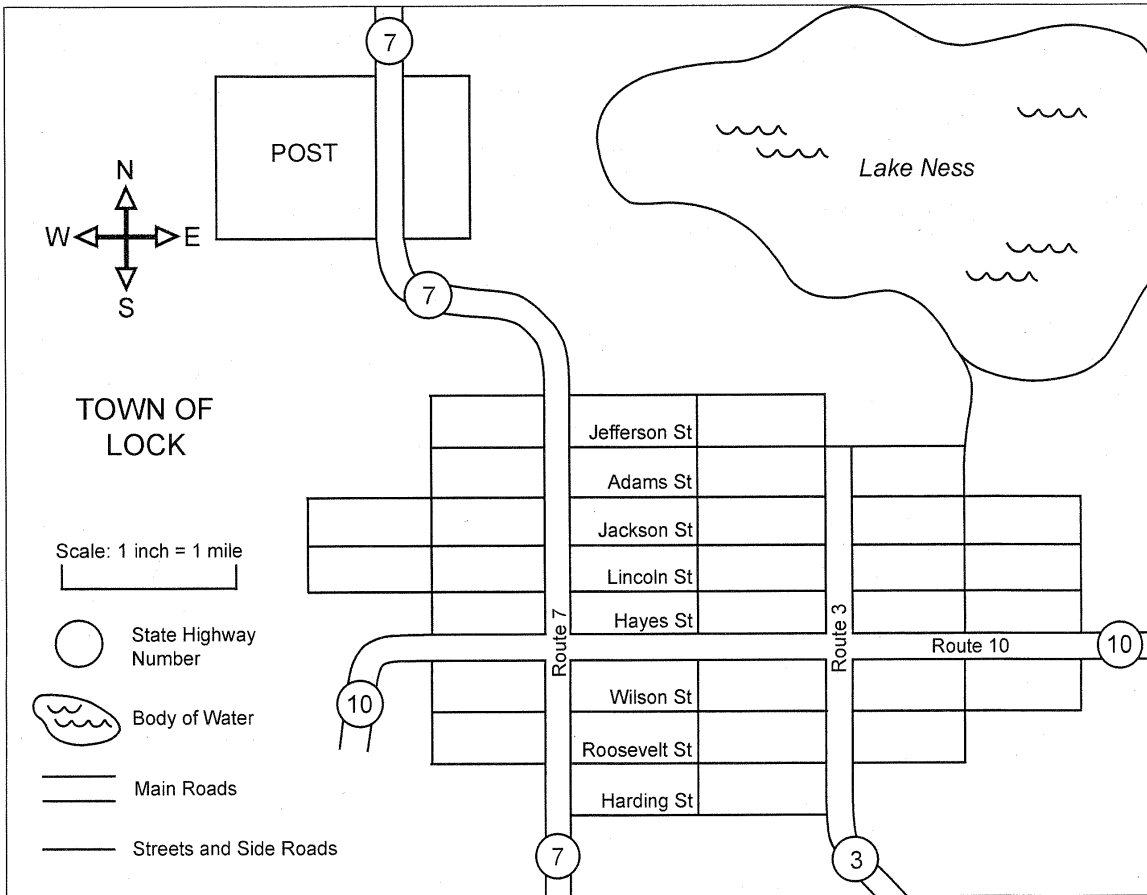 7
POST
Lake Ness
N
W E
S
7
TOWN OF
LOCK
Jefferson St
Adams St
Jackson St
Lincoln St
Hayes St
Route 7
Route 3
Route 10
10
10
Wilson St
Roosevelt St
Harding St
7
3
Scale: 1 inch = 1 mile
State Highway
Number
Body of Water
Main Roads
Streets and Side Roads